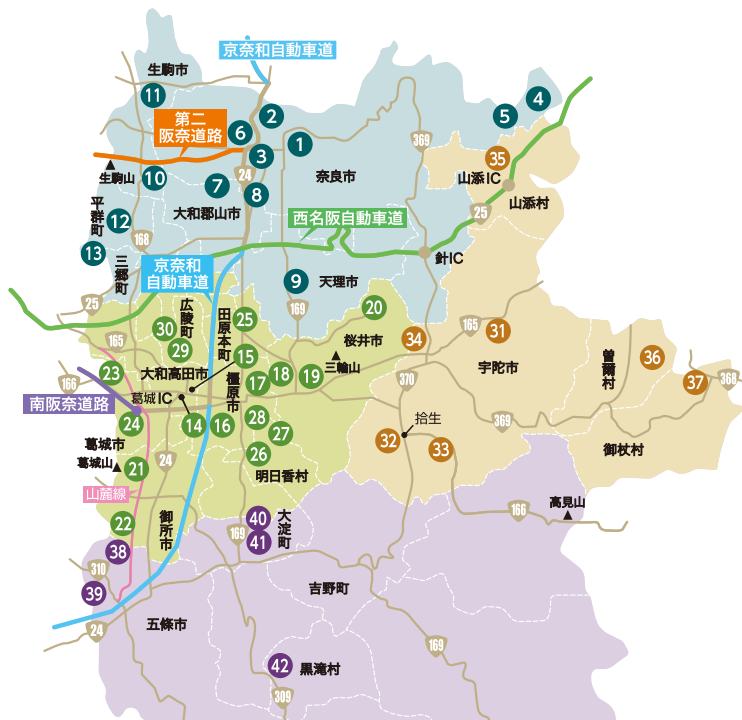 京奈和自動車道
生駒市
11
4
5
2
第二
阪奈道路
6
1
369
3
35
生駒山
10
24
奈良市
山添IC
7
8
山添村
平群町
12
大和郡山市
西名阪自動車道
25
168
13
三郷町
京奈和
自動車道
針IC
9
天理市
25
広陵町
田原本町
169
20
30
25
165
31
165
29
桜井市
34
15
三輪山
宇陀市
曽爾村
36
23
大和高田市
橿原市
17
18
19
370
37
368
166
葛城IC
南阪奈道路
24
14
16
28
拾生
369
葛城市
27
32
33
御杖村
葛城山
21
24
26
明日香村
山麓線
高見山
22
御所市
40
大淀町
166
38
169
41
310
39
吉野町
24
五條市
169
42
黒滝村
309